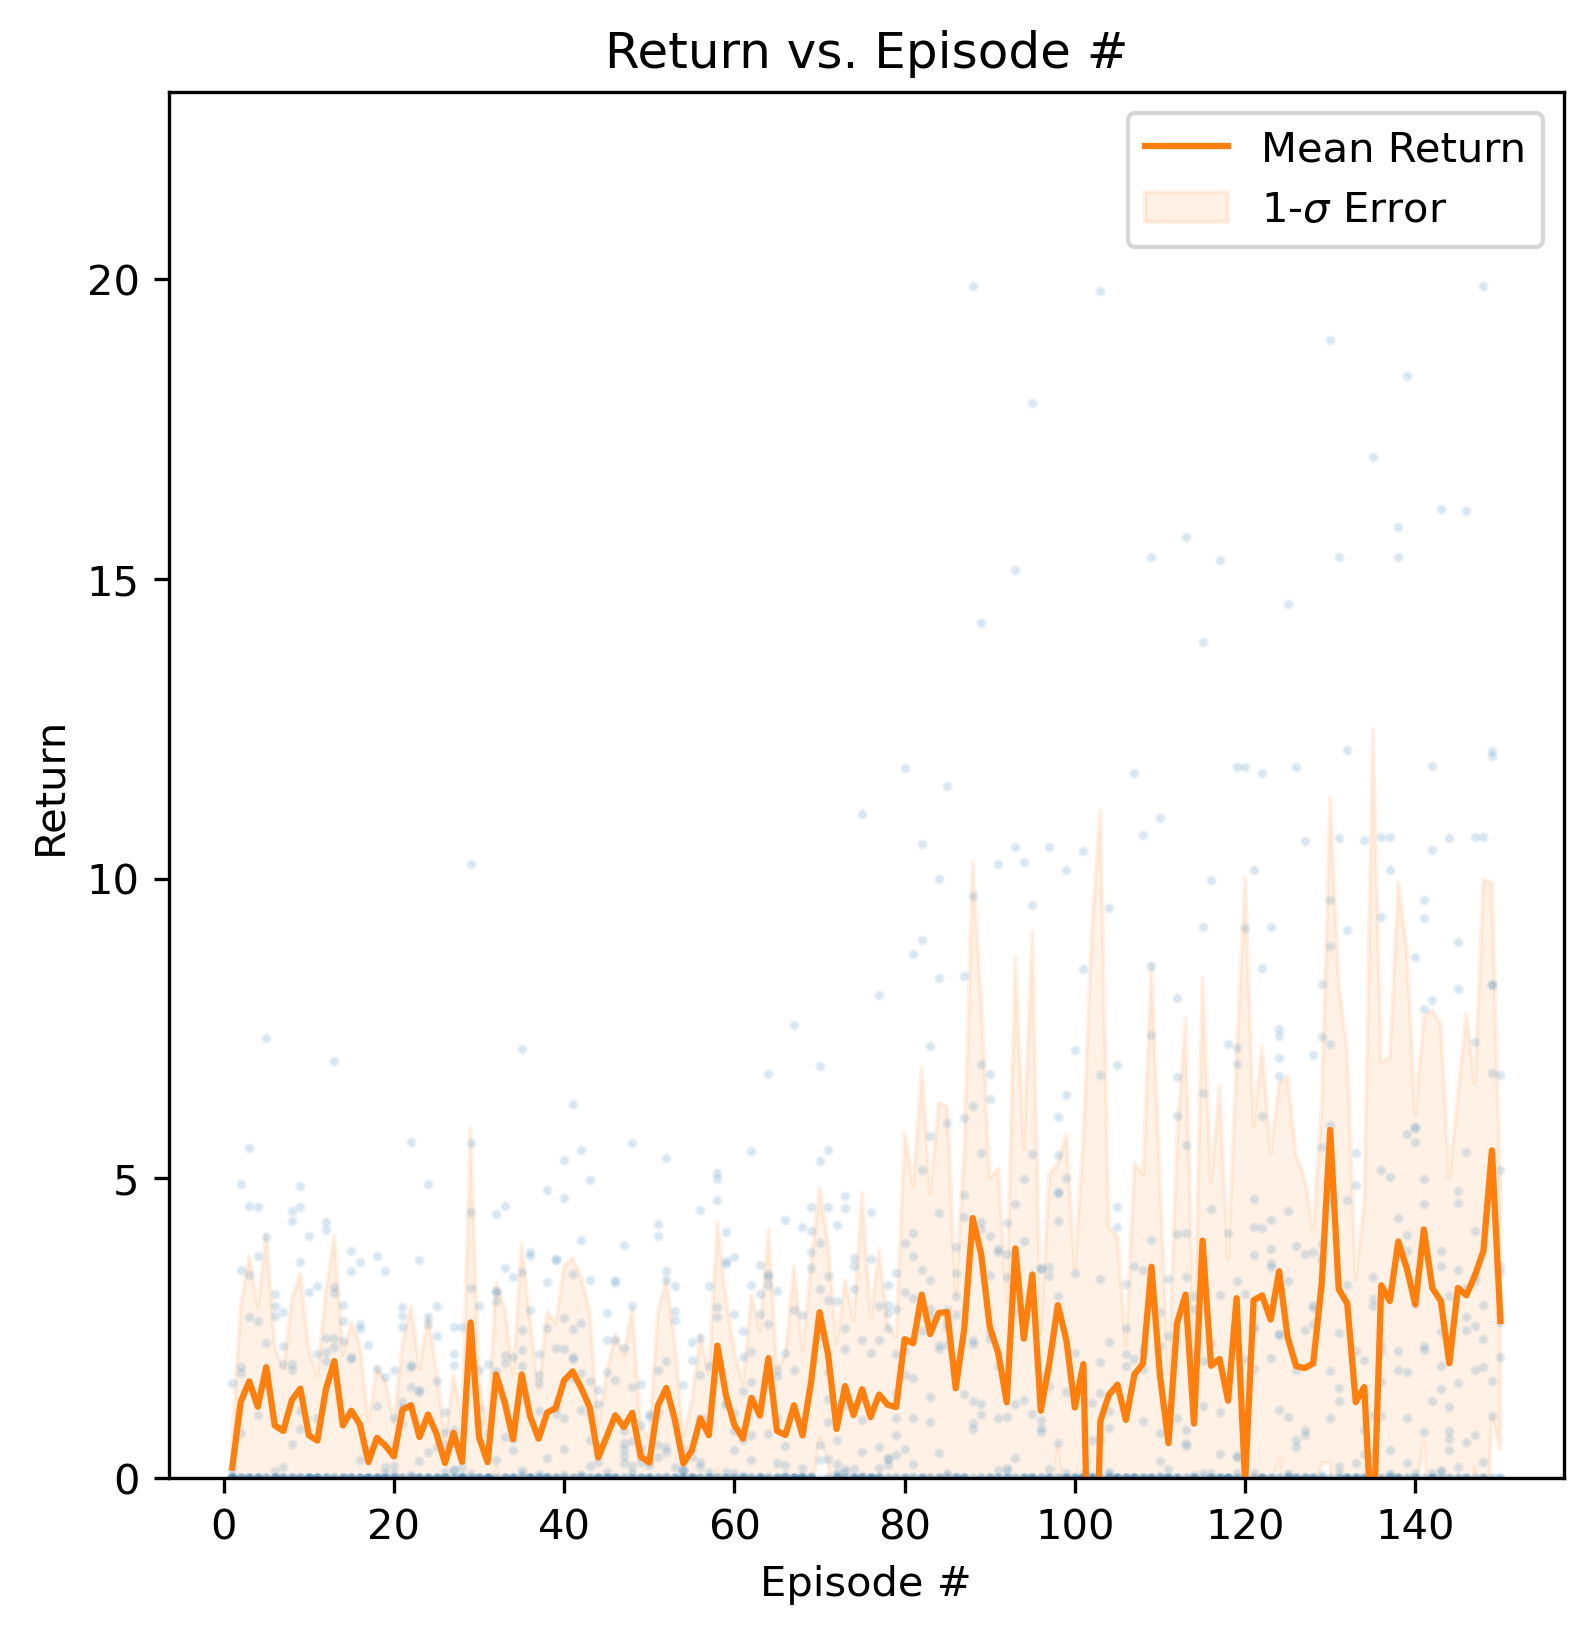 Return vs. Episode #
Mean Return
1-σ Error
Return
20
15
10
5
0
0 20 40 60 80 100 120 140
Episode #